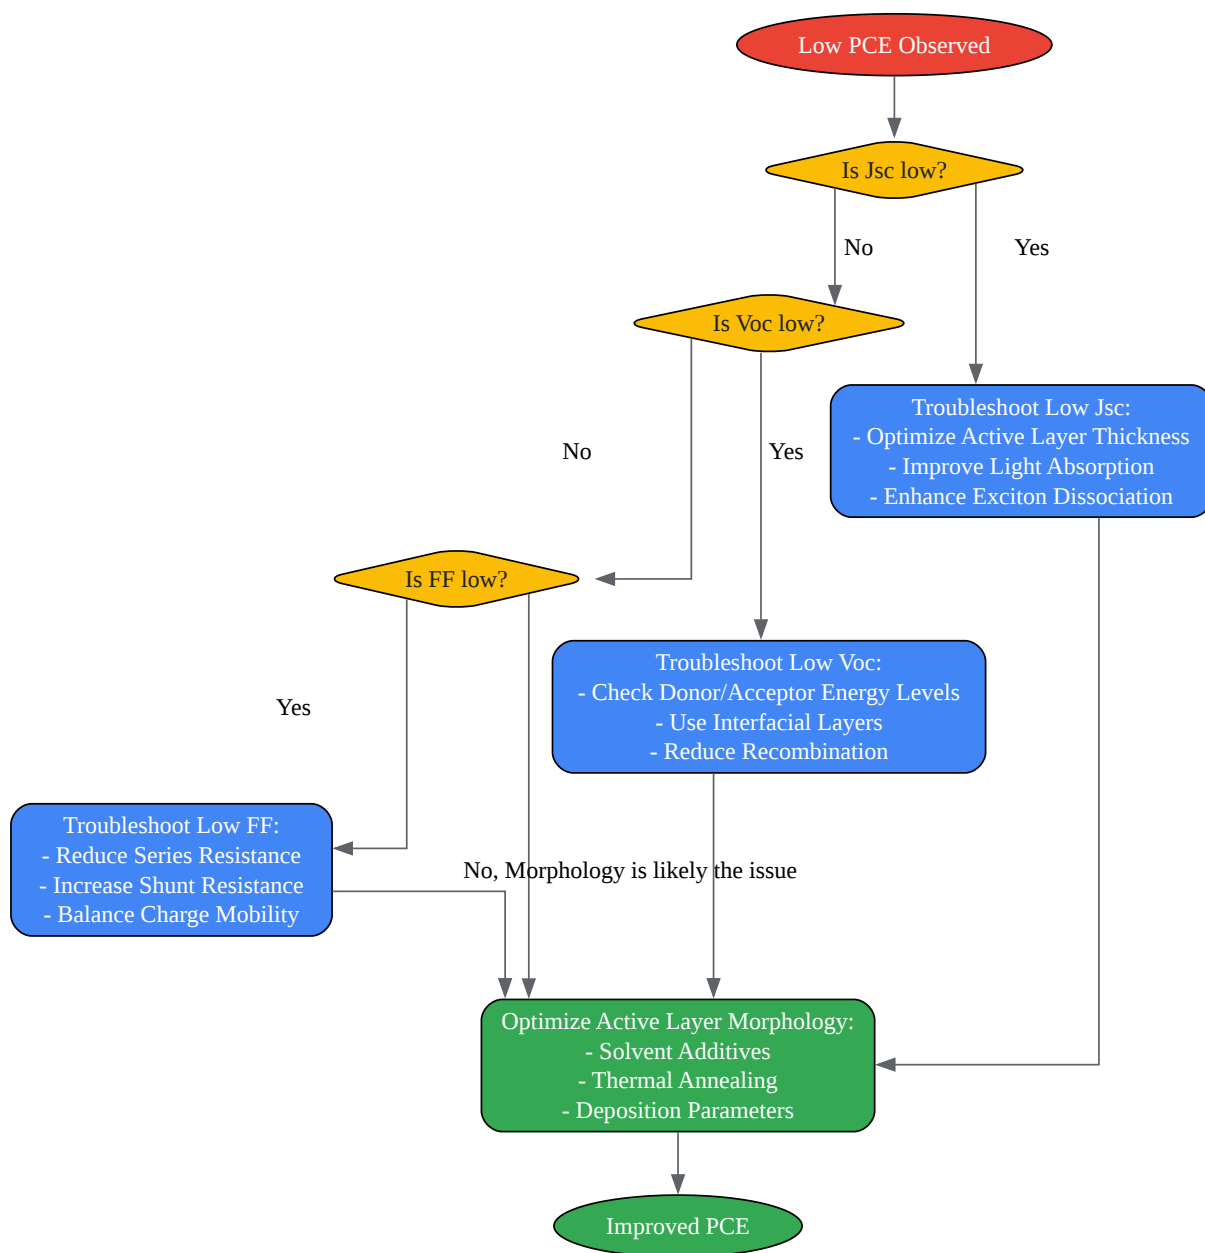 Low PCE Observed
Is Jsc low?
No
Yes
Is Voc low?
Troubleshoot Low Jsc:
- Optimize Active Layer Thickness
- Improve Light Absorption
- Enhance Exciton Dissociation
No
Yes
Is FF low?
Troubleshoot Low Voc:
- Check Donor/Acceptor Energy Levels
- Use Interfacial Layers
- Reduce Recombination
Yes
Troubleshoot Low FF:
- Reduce Series Resistance
- Increase Shunt Resistance
- Balance Charge Mobility
No, Morphology is likely the issue
Optimize Active Layer Morphology:
- Solvent Additives
- Thermal Annealing
- Deposition Parameters
Improved PCE